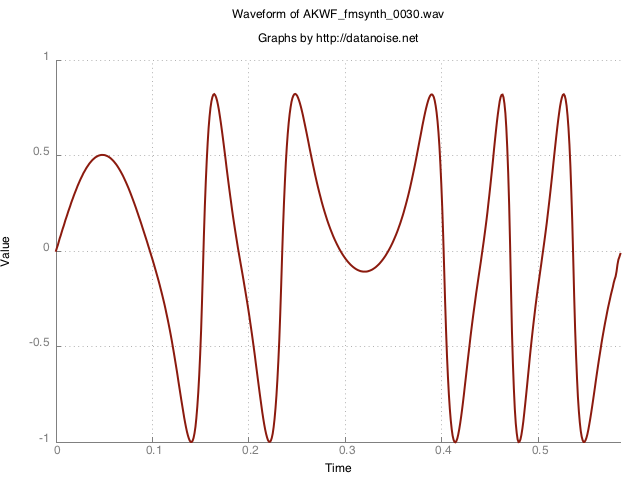 Waveform of AKWF_fmsynth_0030.wav
Graphs by http://datanoise.net
1
0.5
0
-0.5
-1
Value
0 0.1 0.2 0.3 0.4 0.5
Time